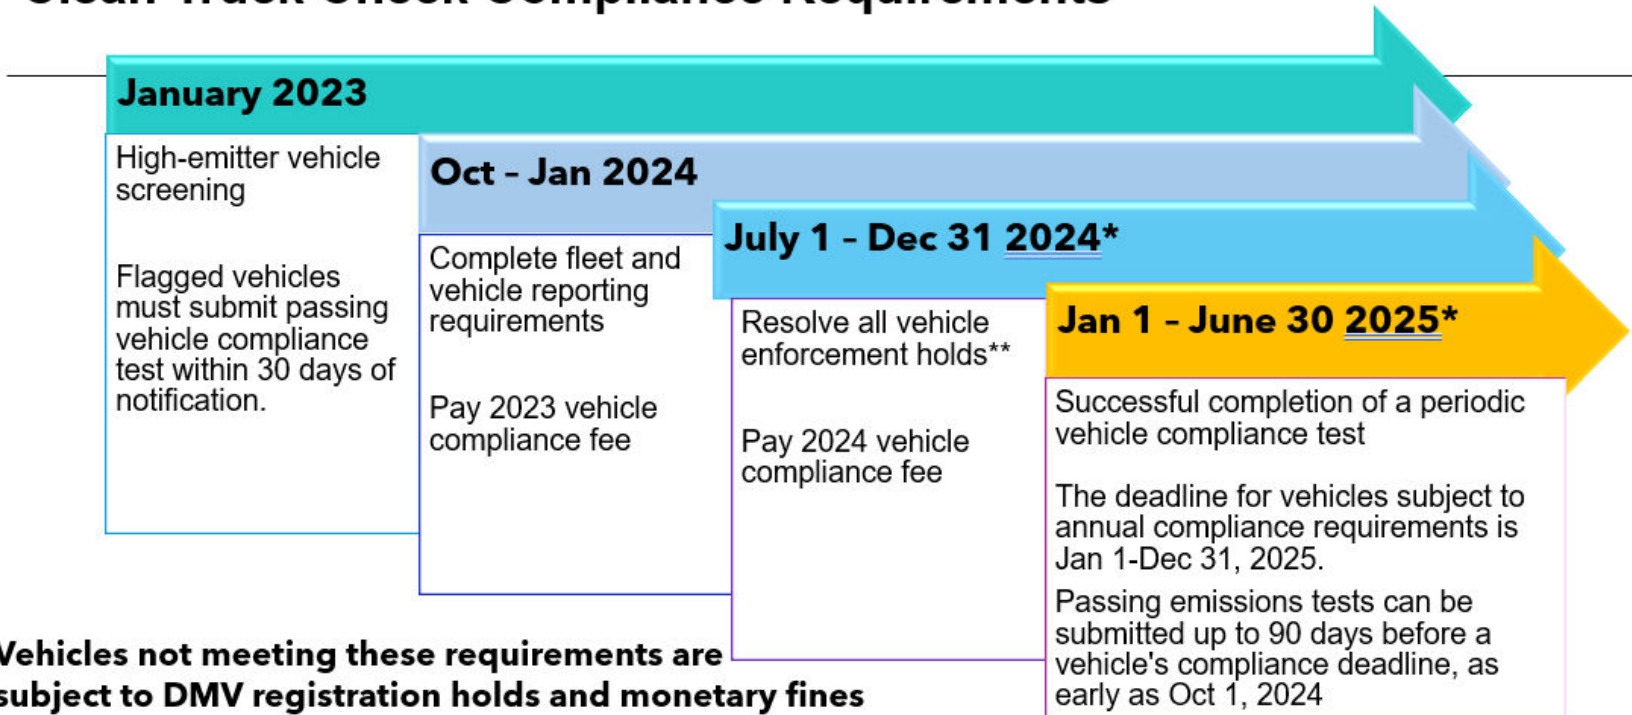 Clean Truck Check Compliance Requirements
January 2023
High-emitter vehicle
screening
Flagged vehicles
must submit passing
vehicle compliance
test within 30 days of
notification.
Oct – Jan 2024
Complete fleet and
vehicle reporting
requirements
Pay 2023 vehicle
compliance fee
July 1 – Dec 31 2024*
Resolve all vehicle
enforcement holds**
Pay 2024 vehicle
compliance fee
Jan 1 – June 30 2025*
Successful completion of a periodic
vehicle compliance test
The deadline for vehicles subject to
annual compliance requirements is
Jan 1-Dec 31, 2025.
Passing emissions tests can be
submitted up to 90 days before a
vehicle's compliance deadline, as
early as Oct 1, 2024
Vehicles not meeting these requirements are
subject to DMV registration holds and monetary fines